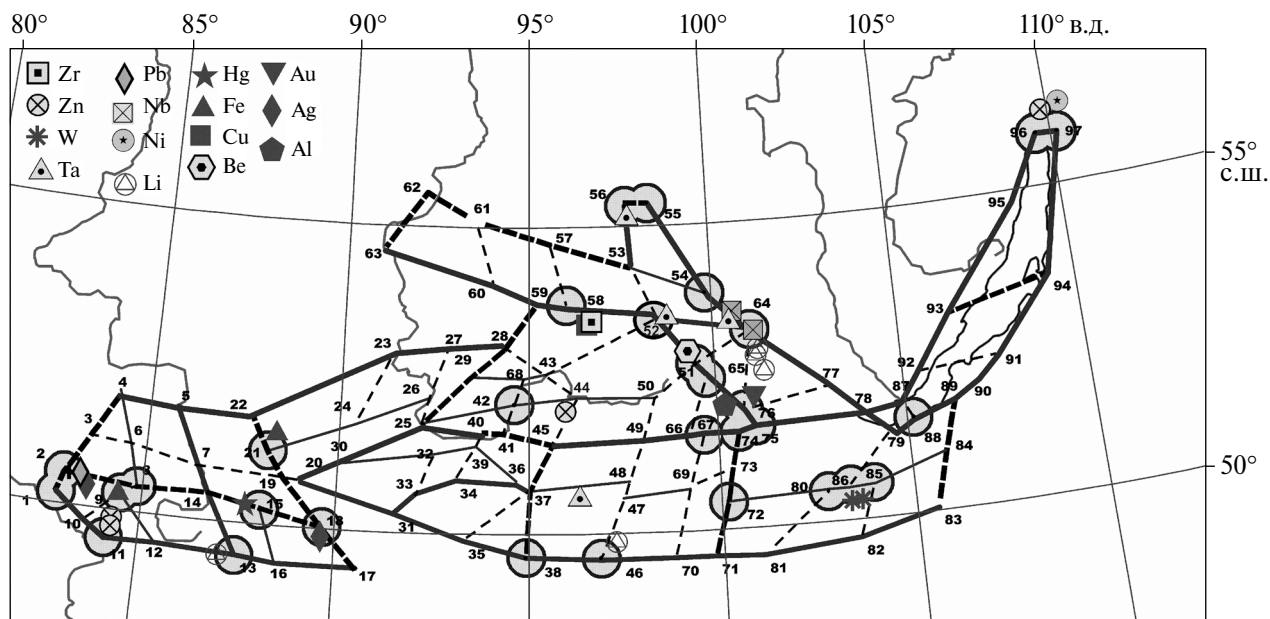 80° 85° 90° 95° 100° 105° 110° в.д.
Zr Pb Hg Au
Zn Nb Fe Ag
W Ni Cu Al
Ta Li Be
55°
с.ш.
50°
96 97
62 61 56 55 95
63 57 53 54 94
60 59 58 52 64 93
23 27 28 29 43 51 65 77 92 91
4 5 22 24 26 68 42 44 50 76 78 87 89 90
3 6 25 40 41 45 49 66 67 74 75 79 88 84
2 7 21 30 20 32 39 36 48 69 73 86 85
1 9 8 14 19 15 33 34 37 47 72 80 83
10 11 12 13 16 18 17 31 35 38 46 70 71 81 82